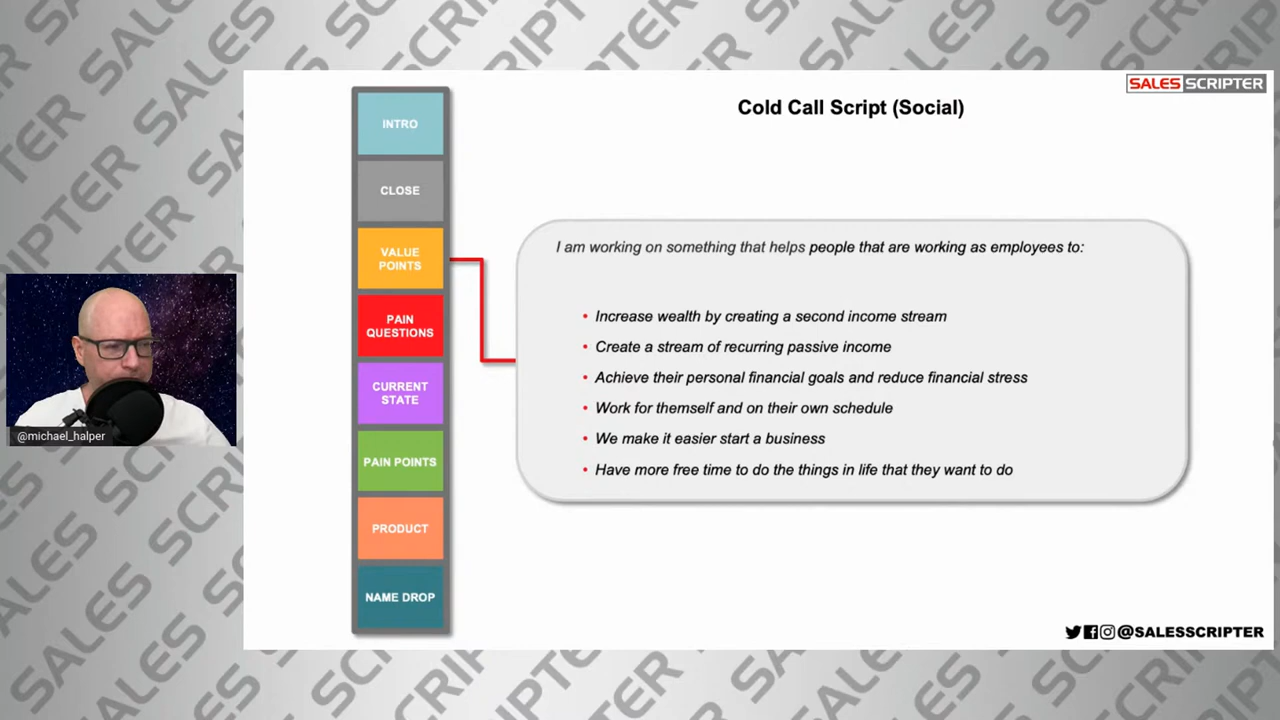 SALES SCRIPTER
Cold Call Script (Social)
INTRO
CLOSE
VALUE
POINTS
PAIN
QUESTIONS
CURRENT
STATE
PAIN POINTS
PRODUCT
NAME DROP
I am working on something that helps people that are working as employees to:
• Increase wealth by creating a second income stream
• Create a stream of recurring passive income
• Achieve their personal financial goals and reduce financial stress
• Work for themself and on their own schedule
• We make it easier start a business
• Have more free time to do the things in life that they want to do
@michael_halper
@SALESSCRIPTER